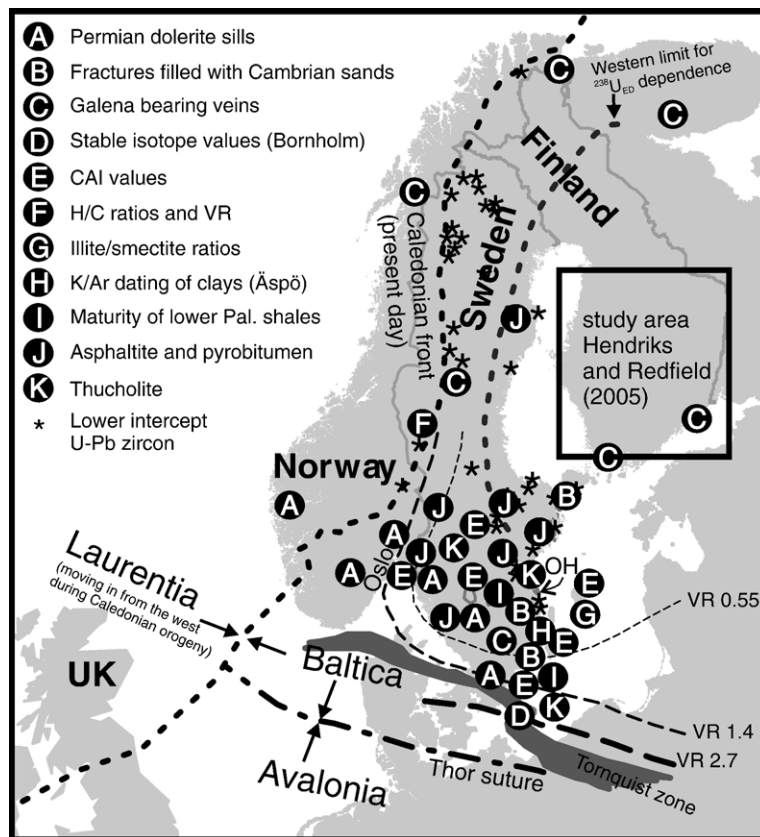 A Permian dolerite sills
B Fractures filled with Cambrian sands
C Galena bearing veins
D Stable isotope values (Bornholm)
E CAI values
F H/C ratios and VR
G Illite/smectite ratios
H K/Ar dating of clays (Äspö)
I Maturity of lower Pal. shales
J Asphaltite and pyrobitumen
K Thucholite
* Lower intercept
U-Pb zircon
Western limit for
238UED dependence
C
C
C
Finland
Sweden
Caledonian front
(present day)
study area
Hendriks
and Redfield
(2005)
J
C
C
F
C
Norway
A
J
J
B
A
E
J
Oslo
J
K
J
OH
A
E
A
E
K
E
I
J
A
B
G
VR 0.55
H
C
E
B
Laurentia
(moving in from the west
during Caledonian orogeny)
UK
Baltica
A
E
I
D
K
VR 1.4
VR 2.7
Avalonia
Thor suture
Tornquist zone